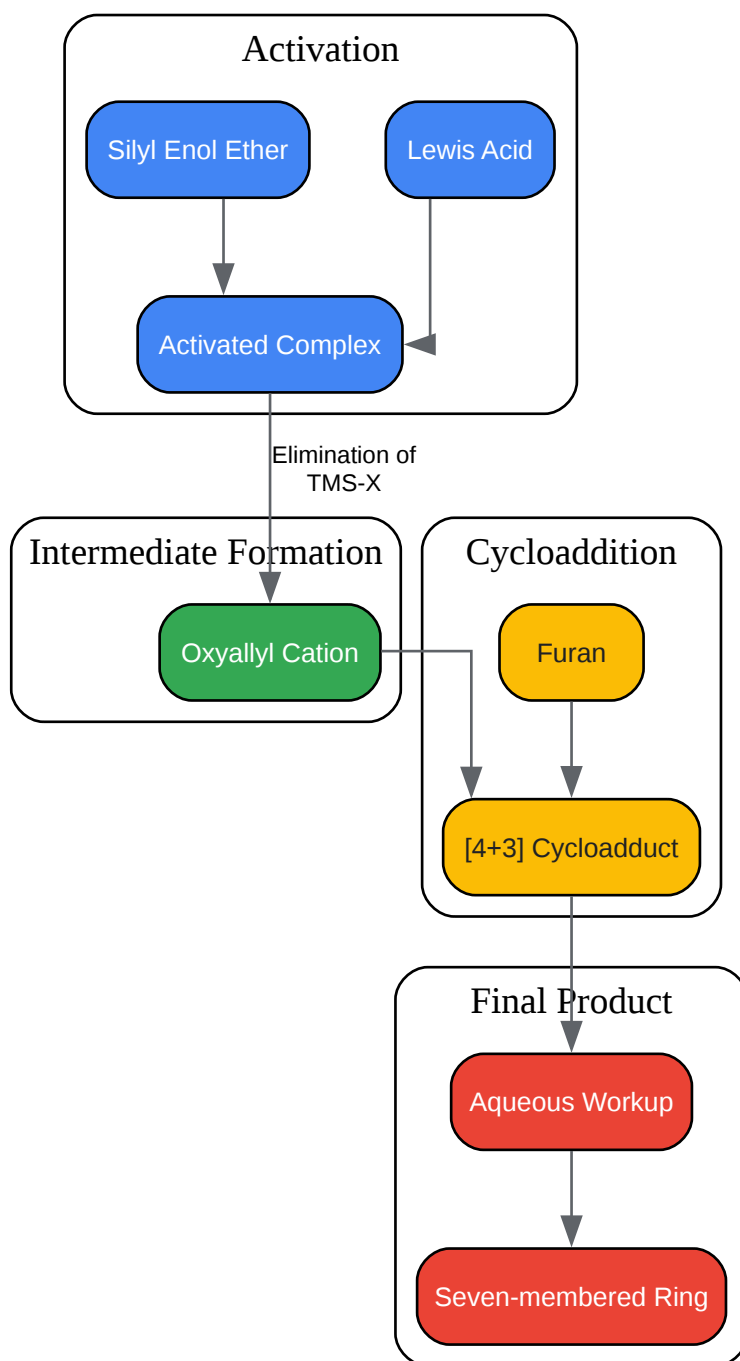 Activation
Silyl Enol Ether
Lewis Acid
Activated Complex
Elimination of
TMS-X
Intermediate Formation
Oxyallyl Cation
Cycloaddition
Furan
[4+3] Cycloadduct
Final Product
Aqueous Workup
Seven-membered Ring